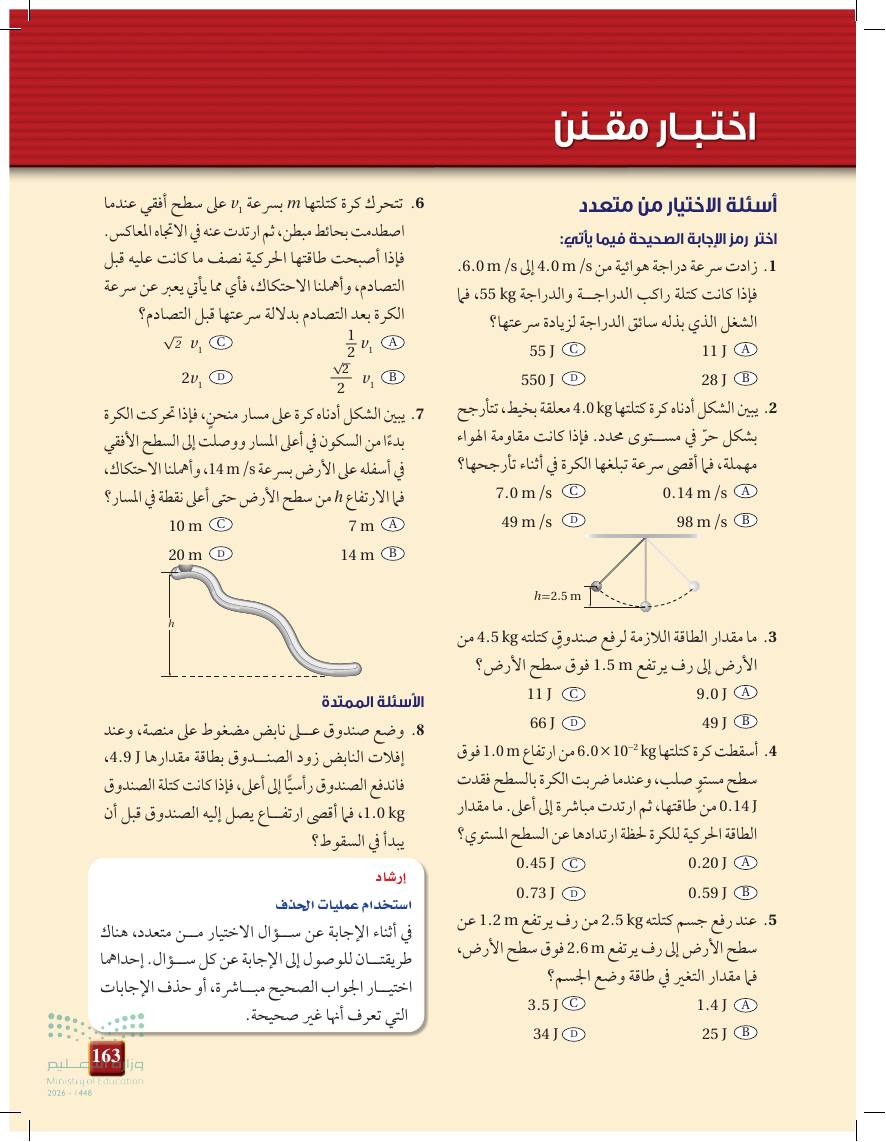 اختبار مقنن
أسئلة الاختيار من متعدد
اختر رمز الإجابة الصحيحة فيما يأتي:
1. زادت سرعة دراجة هوائية من 4.0 m/s إلى 6.0 m/s.
فإذا كانت كتلة راكب الدراجة والدراجة 55 kg، فما
الشغل الذي بذله سائق الدراجة لزيادة سرعتها؟
A 11 J C 55 J
B 28 J D 550 J
2. يبين الشكل أدناه كرة كتلتها 4.0 kg معلقة بخيط، تتأرجح
بشكل حرّ في مستوى محدد. فإذا كانت مقاومة الهواء
مهملة، فما أقصى سرعة تبلغها الكرة في أثناء تأرجحها؟
A 0.14 m/s C 7.0 m/s
B 98 m/s D 49 m/s
h=2.5 m
3. ما مقدار الطاقة اللازمة لرفع صندوقٍ كتلته 4.5 kg من
الأرض إلى رف يرتفع 1.5 m فوق سطح الأرض؟
A 9.0 J C 11 J
B 49 J D 66 J
4. أسقطت كرة كتلتها 6.0×10⁻² kg من ارتفاع 1.0 m فوق
سطح مستوٍ صلب، وعندما ضربت الكرة بالسطح فقدت
0.14 J من طاقتها، ثم ارتدت مباشرة إلى أعلى. ما مقدار
الطاقة الحركية للكرة لحظة ارتدادها عن السطح المستوي؟
A 0.20 J C 0.45 J
B 0.59 J D 0.73 J
5. عند رفع جسم كتلته 2.5 kg من رف يرتفع 1.2 m عن
سطح الأرض إلى رف يرتفع 2.6 m فوق سطح الأرض،
فما مقدار التغير في طاقة وضع الجسم؟
A 1.4 J C 3.5 J
B 25 J D 34 J
6. تتحرك كرة كتلتها m بسرعة v₁ على سطح أفقي عندما
اصطدمت بحائط مبطن، ثم ارتدت عنه في الاتجاه المعاكس.
فإذا أصبحت طاقتها الحركية نصف ما كانت عليه قبل
التصادم، وأهملنا الاحتكاك، فأي مما يأتي يعبر عن سرعة
الكرة بعد التصادم بدلالة سرعتها قبل التصادم؟
A 1/2 v₁ C √2 v₁
B √2/2 v₁ D 2v₁
7. يبين الشكل أدناه كرة على مسار منحنٍ، فإذا تحركت الكرة
بدءًا من السكون في أعلى المسار ووصلت إلى السطح الأفقي
في أسفله على الأرض بسرعة 14 m/s، وأهملنا الاحتكاك،
فما الارتفاع h من سطح الأرض حتى أعلى نقطة في المسار؟
A 7 m C 10 m
B 14 m D 20 m
h
الأسئلة الممتدة
8. وضع صندوق على نابض مضغوط على منصة، وعند
إفلات النابض زود الصندوق بطاقة مقدارها 4.9 J،
فاندفع الصندوق رأسيًّا إلى أعلى، فإذا كانت كتلة الصندوق
1.0 kg، فما أقصى ارتفاع يصل إليه الصندوق قبل أن
يبدأ في السقوط؟
إرشاد
استخدام عمليات الحذف
في أثناء الإجابة عن سؤال الاختيار من متعدد، هناك
طريقتان للوصول إلى الإجابة عن كل سؤال. إحداهما
اختيار الجواب الصحيح مباشرة، أو حذف الإجابات
التي تعرف أنها غير صحيحة.
163
وزارة التعليم
Ministry of Education
2026 - 1448